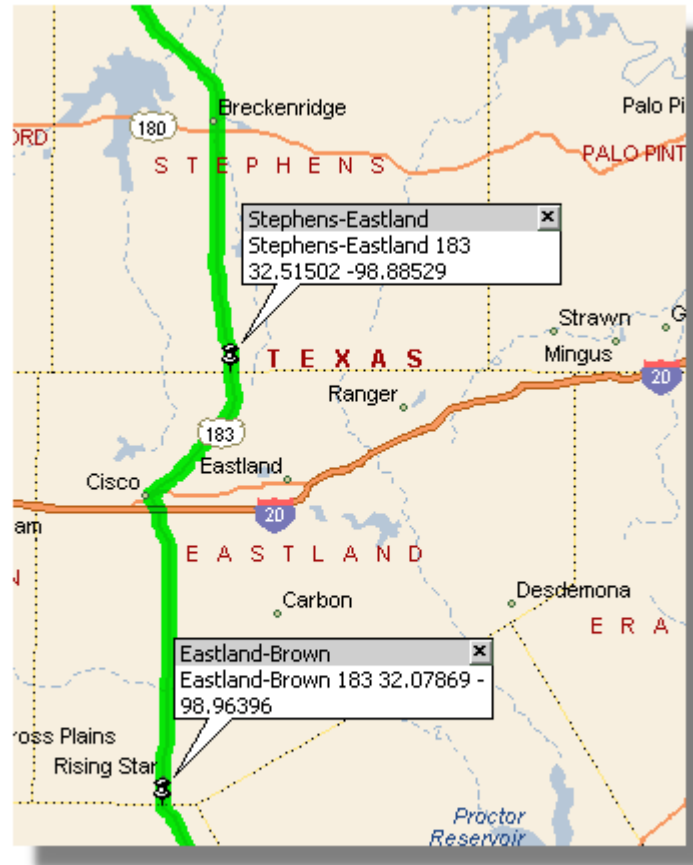 Breckenridge
Palo Pi
180
ORD
S T E P H E N S
PALO PINT
Stephens-Eastland
Stephens-Eastland 183
32.51502 -98.88529
Strawn
G
T E X A S
Mingus
20
Ranger
183
Eastland
Cisco
20
am
E A S T L A N D
N
Desdemona
Carbon
E R A
Eastland-Brown
Eastland-Brown 183 32.07869 -
98.96396
ross Plains
Rising Star
Proctor
Reservoir